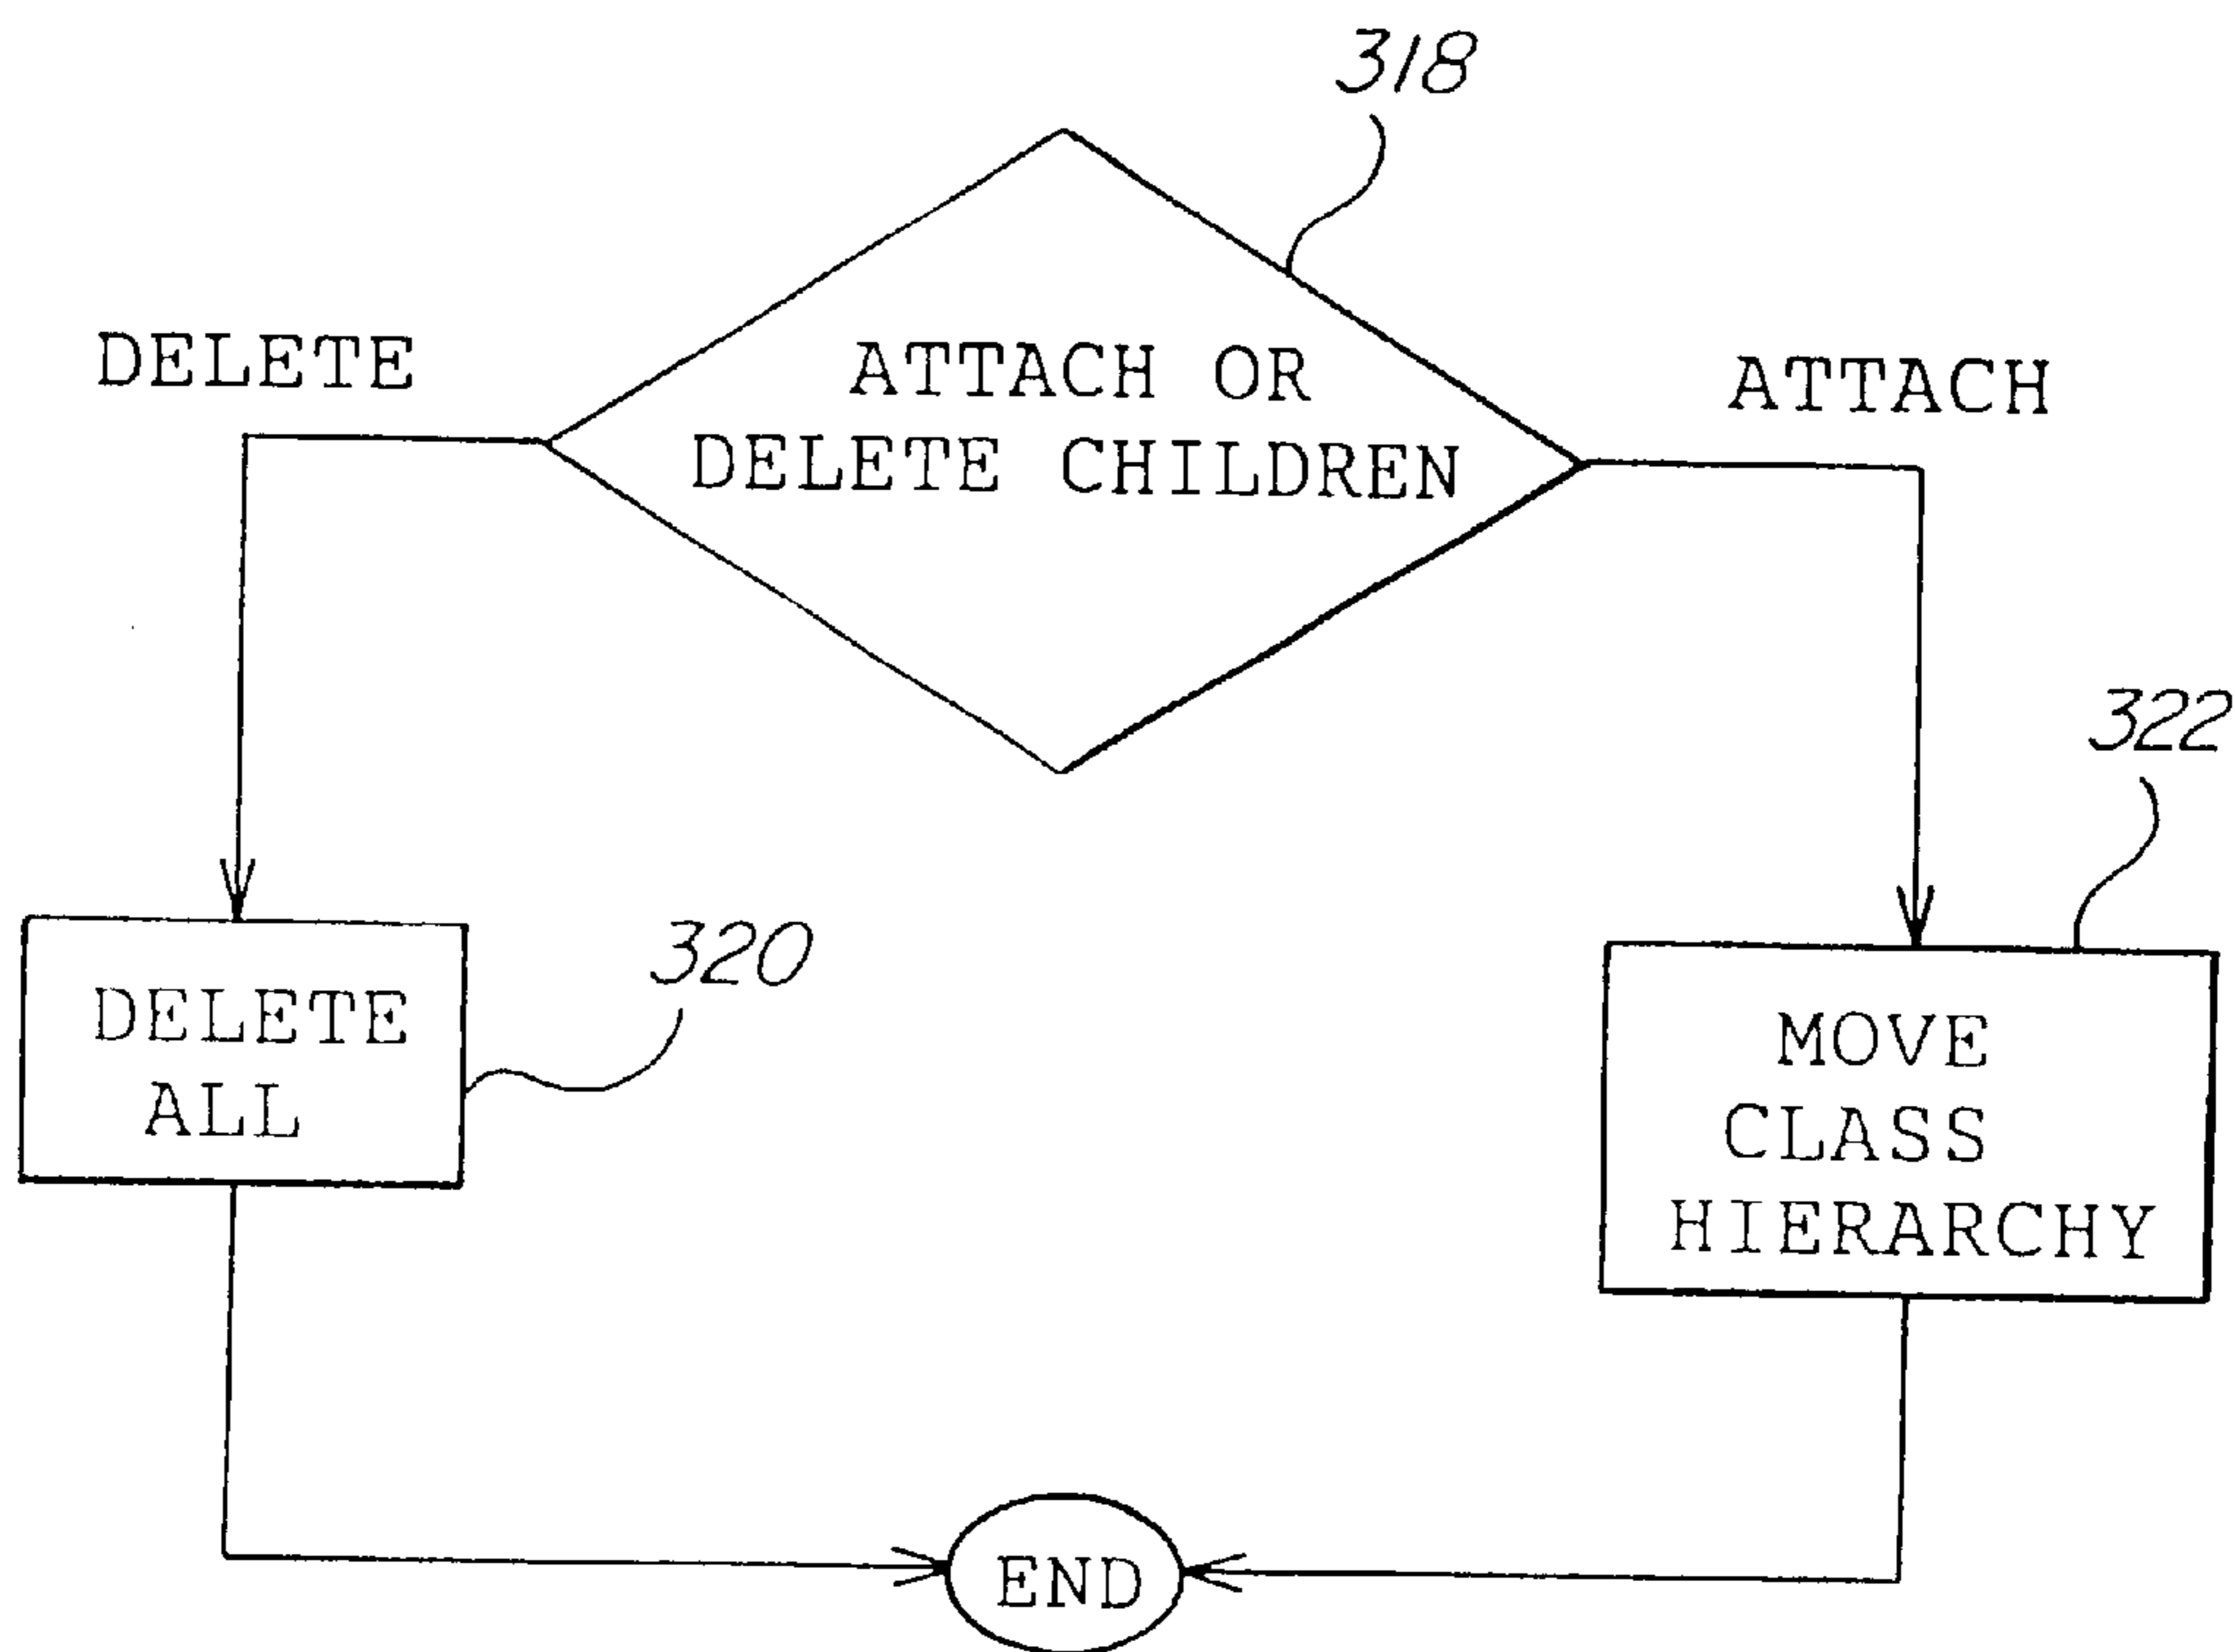 318
DELETE
ATTACH OR
DELETE CHILDREN
ATTACH
322
320
DELETE
ALL
MOVE
CLASS
HIERARCHY
END